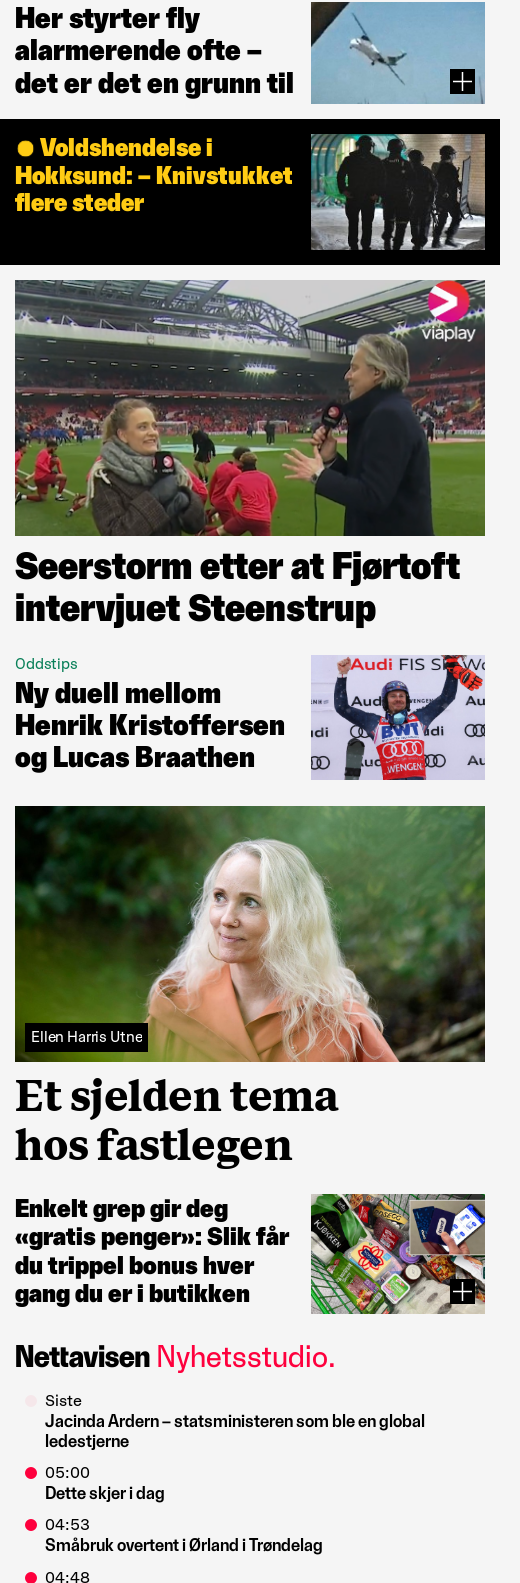 Her styrter fly
alarmerende ofte –
det er det en grunn til
Voldshendelse i
Hokksund: – Knivstukket
flere steder
viaplay
Seerstorm etter at Fjørtoft
intervjuet Steenstrup
Oddstips
Ny duell mellom
Henrik Kristoffersen
og Lucas Braathen
Audi FIS
BWT
Audi
WENGEN
Ellen Harris Utne
Et sjelden tema
hos fastlegen
Enkelt grep gir deg
«gratis penger»: Slik får
du trippel bonus hver
gang du er i butikken
KJØKKEN
Nettavisen Nyhetsstudio.
Siste
Jacinda Ardern – statsministeren som ble en global
ledestjerne
05:00
Dette skjer i dag
04:53
Småbruk overtent i Ørland i Trøndelag
04:48